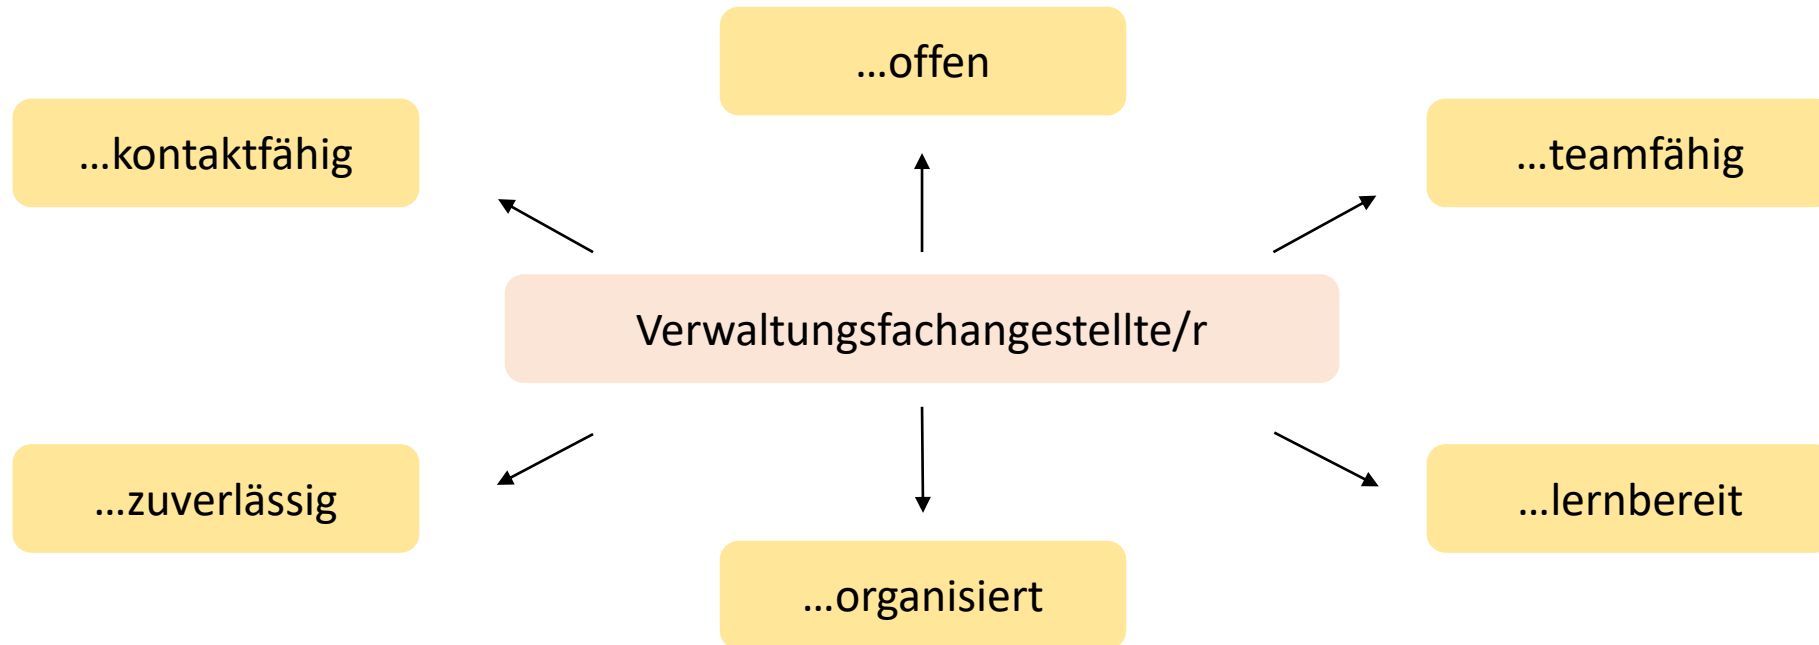 ...offen
...kontaktfähig
...teamfähig
Verwaltungsfachangestellte/r
...zuverlässig
...lernbereit
...organisiert